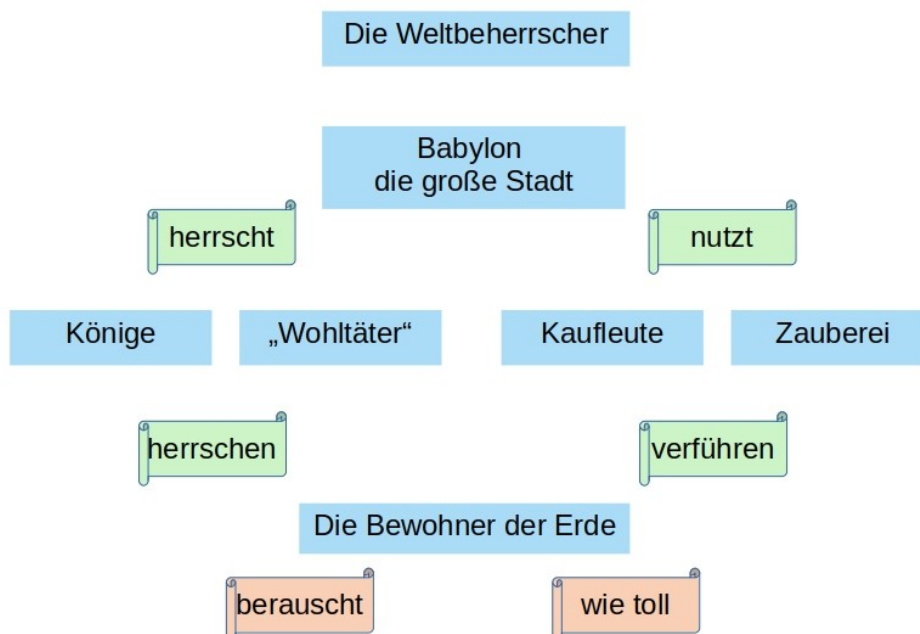 Die Weltbeherrscher
Babylon
die große Stadt
herrscht
nutzt
Könige
„Wohltäter“
Kaufleute
Zauberei
herrschen
verführen
Die Bewohner der Erde
berauscht
wie toll